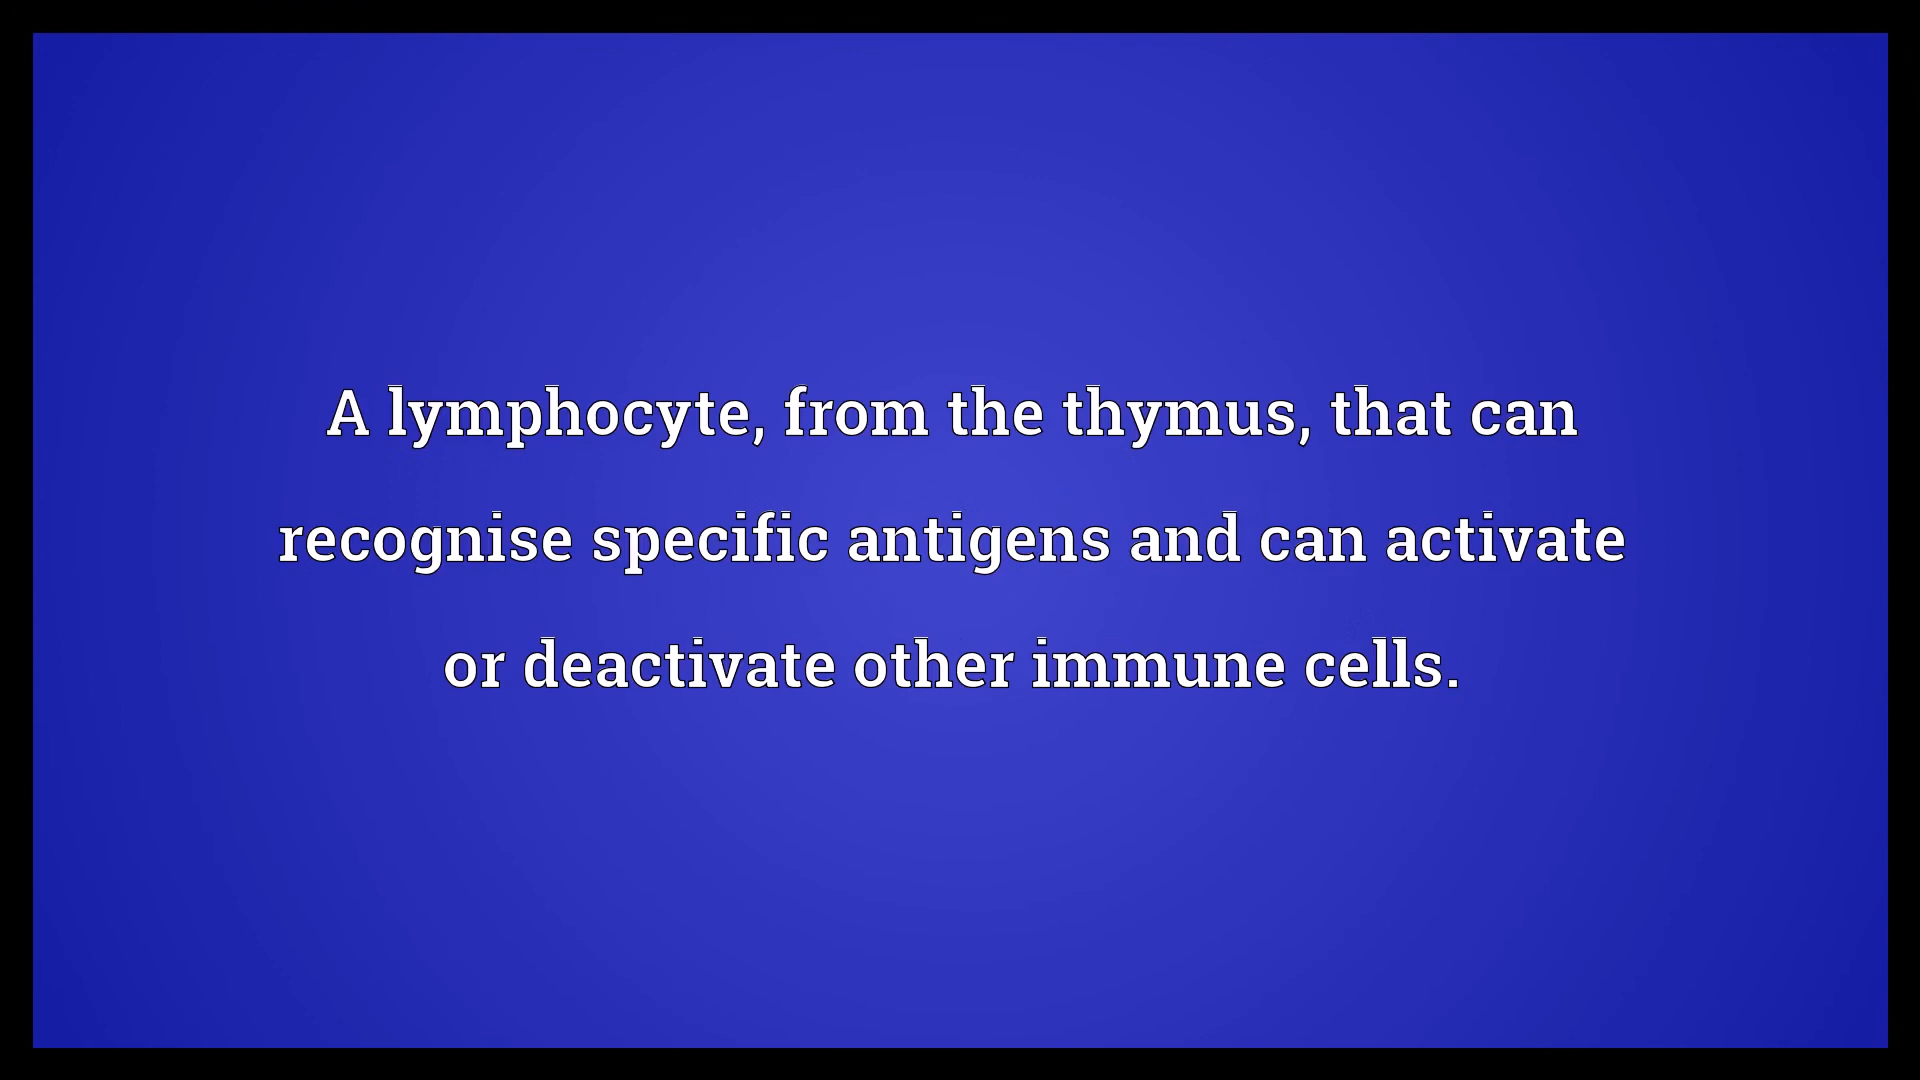 A lymphocyte, from the thymus, that can
recognise specific antigens and can activate
or deactivate other immune cells.